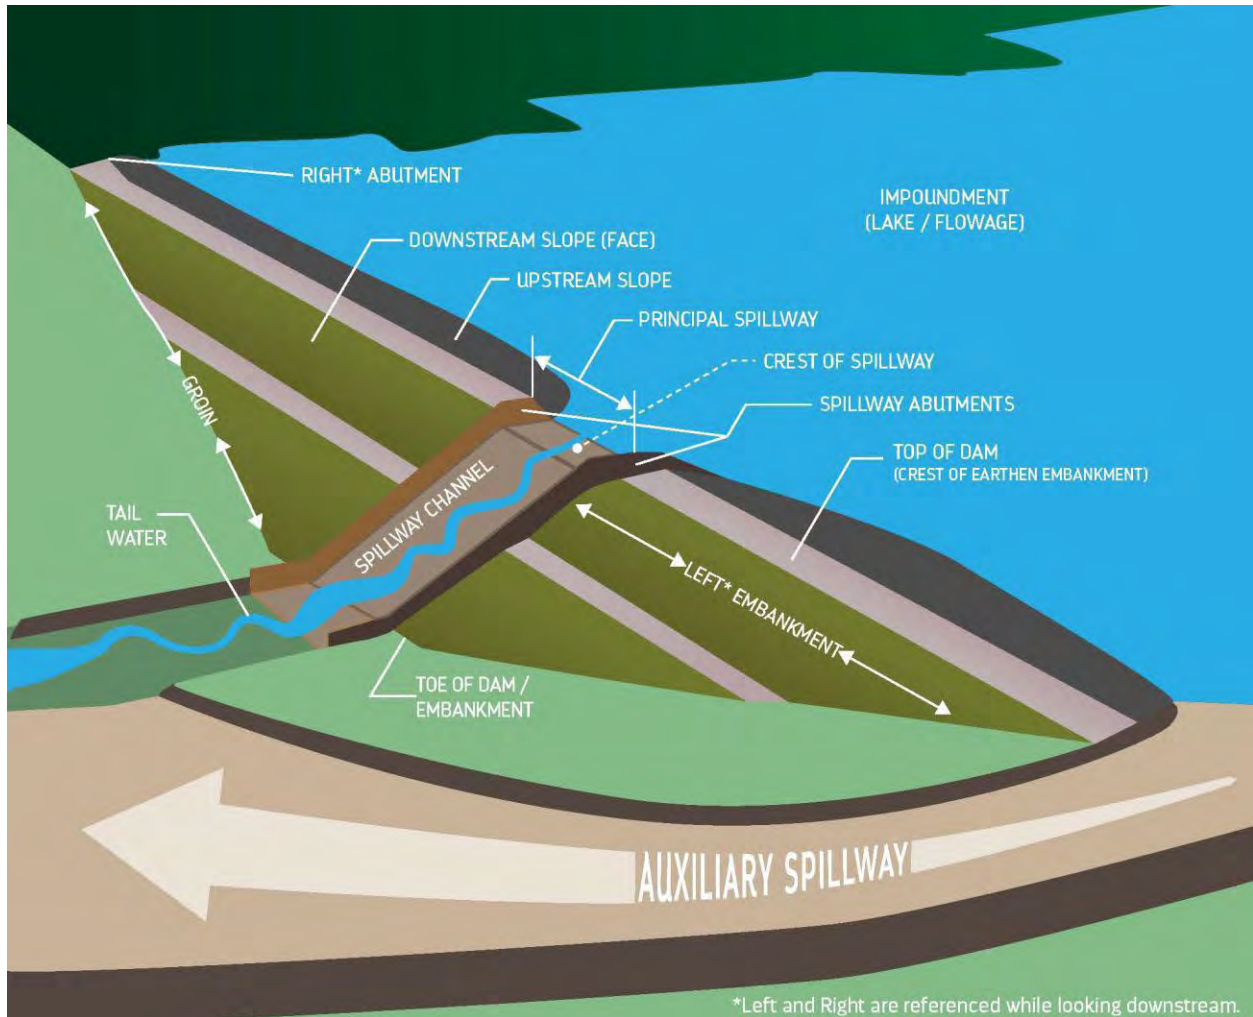 RIGHT* ABUTMENT
IMPOUNDMENT
(LAKE / FLOWAGE)
DOWNSTREAM SLOPE (FACE)
UPSTREAM SLOPE
PRINCIPAL SPILLWAY
CREST OF SPILLWAY
SPILLWAY ABUTMENTS
GROIN
TOP OF DAM
(CREST OF EARTHEN EMBANKMENT)
SPILLWAY CHANNEL
TAIL
WATER
LEFT* EMBANKMENT
TOE OF DAM /
EMBANKMENT
AUXILIARY SPILLWAY
*Left and Right are referenced while looking downstream.